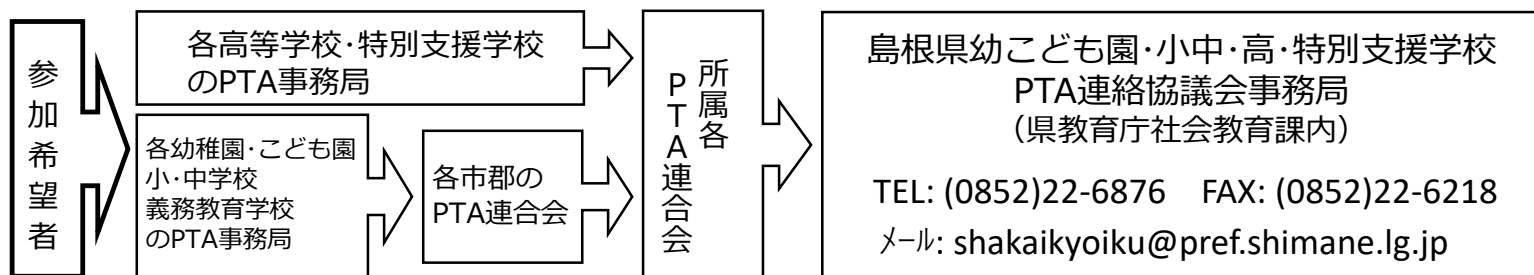 参加希望者
各高等学校･特別支援学校
のPTA事務局
各幼稚園･こども園
小･中学校
義務教育学校
のPTA事務局
各市郡の
PTA連合会
所属各
PTA連合会
島根県幼こども園･小中･高･特別支援学校
PTA連絡協議会事務局
（県教育庁社会教育課内）
TEL: (0852)22-6876　FAX: (0852)22-6218
ﾒｰﾙ: shakaikyoiku@pref.shimane.lg.jp